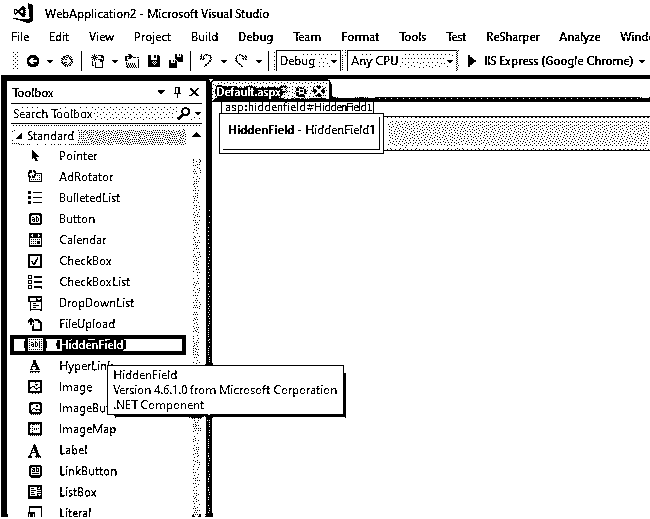 WebApplication2 - Microsoft Visual Studio
File Edit View Project Build Debug Team Format Tools Test ReSharper Analyze Wind
Debug Any CPU IIS Express (Google Chrome)
Toolbox
Default.aspx*
Search Toolbox
asp:hiddenfield#HiddenField1
HiddenField - HiddenField1
Standard
Pointer
AdRotator
BulletedList
Button
Calendar
CheckBox
CheckBoxList
DropDownList
FileUpload
HiddenField
HyperLink
HiddenField
Version 4.6.1.0 from Microsoft Corporation
.NET Component
Image
ImageBu
ImageMap
Label
LinkButton
ListBox
Literal